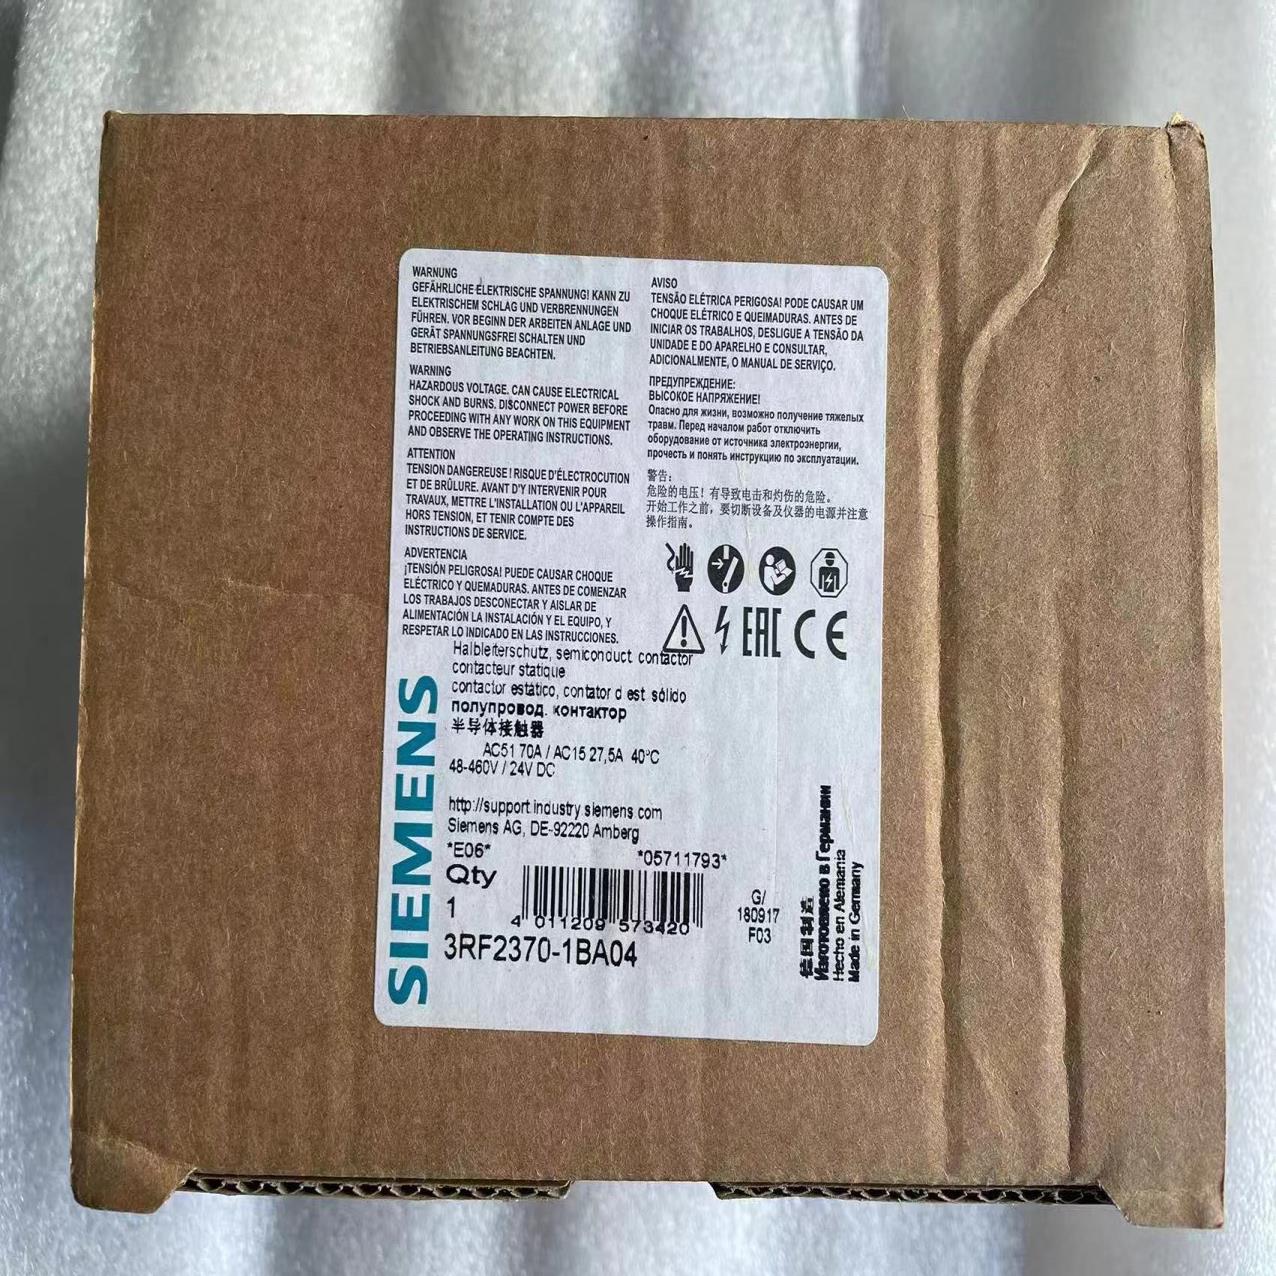 WARNUNG
GEFÄHRLICHE ELEKTRISCHE SPANNUNG! KANN ZU
ELEKTRISCHEM SCHLAG UND VERBRENNUNGEN
FÜHREN. VOR BEGINN DER ARBEITEN ANLAGE UND
GERÄT SPANNUNGSFREI SCHALTEN UND
BETRIEBSANLEITUNG BEACHTEN.
WARNING
HAZARDOUS VOLTAGE. CAN CAUSE ELECTRICAL
SHOCK AND BURNS. DISCONNECT POWER BEFORE
PROCEEDING WITH ANY WORK ON THIS EQUIPMENT
AND OBSERVE THE OPERATING INSTRUCTIONS.
ATTENTION
TENSION DANGEREUSE ! RISQUE D'ÉLECTROCUTION
ET DE BRÛLURE. AVANT D'Y INTERVENIR POUR
TRAVAUX, METTRE L'INSTALLATION OU L'APPAREIL
HORS TENSION, ET TENIR COMPTE DES
INSTRUCTIONS DE SERVICE.
ADVERTENCIA
¡TENSIÓN PELIGROSA! PUEDE CAUSAR CHOQUE
ELÉCTRICO Y QUEMADURAS. ANTES DE COMENZAR
LOS TRABAJOS DESCONECTAR Y AISLAR DE
ALIMENTACIÓN LA INSTALACIÓN Y EL EQUIPO, Y
RESPETAR LO INDICADO EN LAS INSTRUCCIONES.
AVISO
TENSÃO ELÉTRICA PERIGOSA! PODE CAUSAR UM
CHOQUE ELÉTRICO E QUEIMADURAS. ANTES DE
INICIAR OS TRABALHOS, DESLIGUE A TENSÃO DA
UNIDADE E DO APARELHO E CONSULTAR,
ADICIONALMENTE, O MANUAL DE SERVIÇO.
ПРЕДУПРЕЖДЕНИЕ:
ВЫСОКОЕ НАПРЯЖЕНИЕ!
Опасно для жизни, возможно получение тяжелых
травм. Перед началом работ отключить
оборудование от источника электроэнергии,
прочесть и понять инструкцию по эксплуатации.
警告:
危险的电压! 有导致电击和灼伤的危险。
开始工作之前, 要切断设备及仪器的电源并注意
操作指南。
EAC CE
SIEMENS
Halbleiterschütz, semiconduct contactor
contacteur statique
contactor estático, contator d est sólido
полупровод. контактор
半导体接触器
AC51 70A / AC15 27,5A 40°C
48-460V / 24V DC
http://support industry siemens com
Siemens AG, DE-92220 Amberg
*E06* *05711793*
Qty
1
4 011209 573420
3RF2370-1BA04
G/
180917
F03
德国制造
Изготовлено в Германии
Hecho en Alemania
Made in Germany